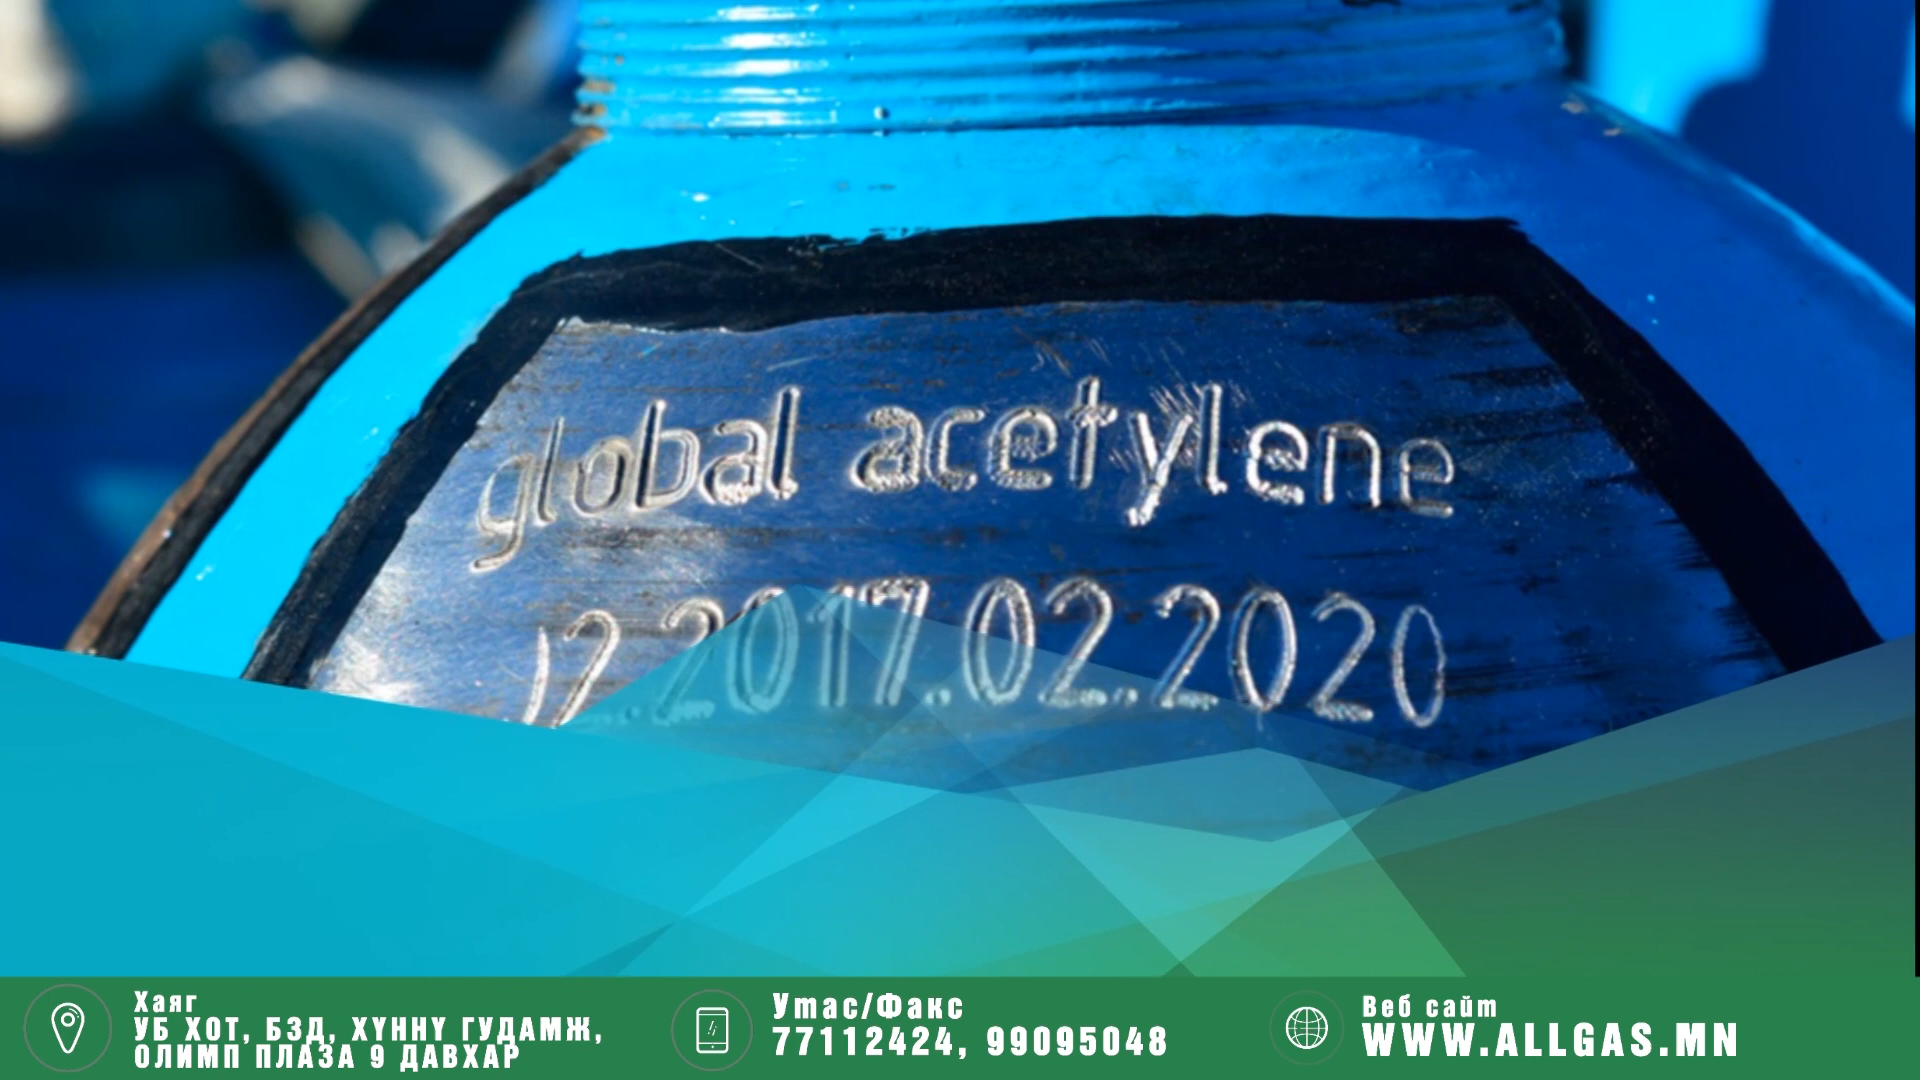 global acetylene
12.2017.02.2020
Хаяг
УБ ХОТ, БЗД, ХҮННҮ ГУДАМЖ,
ОЛИМП ПЛАЗА 9 ДАВХАР
Утас/Факс
77112424, 99095048
Веб сайт
WWW.ALLGAS.MN